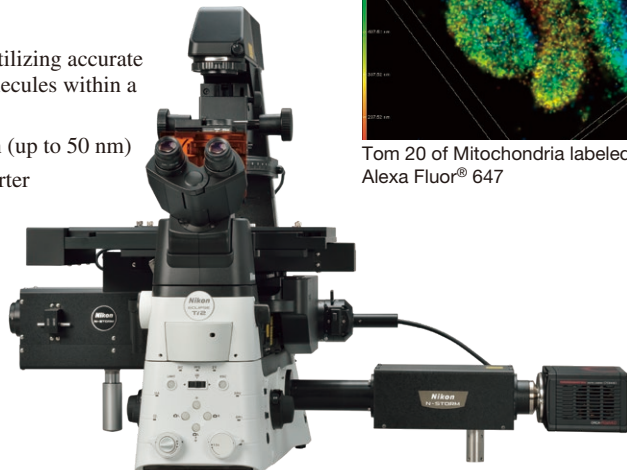 tilizing accurate
ecules within a
(up to 50 nm)
rter
Tom 20 of Mitochondria labeled
Alexa Fluor® 647
Nikon
Ti2
Nikon
N-STORM
Nikon
N-STORM